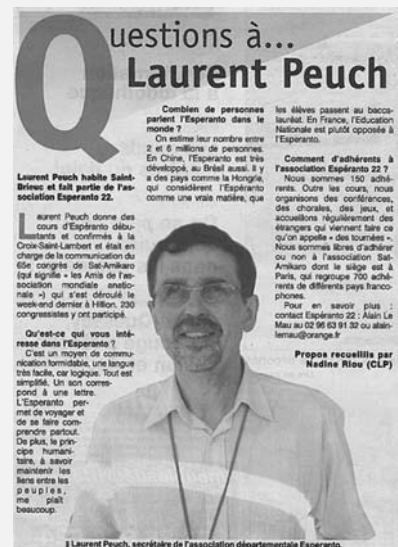 Questions à...
Laurent Peuch
Laurent Peuch habite Saint-
Brieuc et fait partie de l'as-
sociation Esperanto 22.
Laurent Peuch donne des
cours d'Espéranto débu-
tants et confirmés à la
Croix-Saint-Lambert et était en
charge de la communication du
65e congrès de Sat-Amikaro
(qui signifie « les Amis de l'as-
sociation mondiale anatio-
nale ») qui s'est déroulé le
week-end dernier à Hillion. 230
congressistes y ont participé.
Qu'est-ce qui vous inté-
resse dans l'Esperanto ?
C'est un moyen de commu-
nication formidable, une langue
très facile, car logique. Tout est
simplifié. Un son corres-
pond à une lettre.
L'Esperanto per-
met de voyager et
de se faire com-
prendre partout.
De plus, le prin-
cipe humani-
taire, à savoir
maintenir les
liens entre les
peuples,
me plaît
beaucoup.
Combien de personnes
parlent l'Esperanto dans le
monde ?
On estime leur nombre entre
2 et 6 millions de personnes.
En Chine, l'Esperanto est très
développé, au Brésil aussi. Il y
a des pays comme la Hongrie,
qui considèrent l'Espéranto
comme une vraie matière, que
les élèves passent au bacca-
lauréat. En France, l'Education
Nationale est plutôt opposée à
l'Esperanto.
Comment d'adhérents à
l'association Espéranto 22 ?
Nous sommes 150 adhé-
rents. Outre les cours, nous
organisons des conférences,
des chorales, des jeux, et
accueillons régulièrement des
étrangers qui viennent faire ce
qu'on appelle « des tournées ».
Nous sommes libres d'adhérer
ou non à l'association Sat-
Amikaro dont le siège est à
Paris, qui regroupe 700 adhé-
rents de différents pays franco-
phones.
Pour en savoir plus :
contact Espéranto 22 : Alain Le
Mau au 02 96 63 91 32 ou alain-
lemau@orange.fr
Propos recueillis par
Nadine Riou (CLP)
Laurent Peuch, secrétaire de l'association départementale Esperanto.